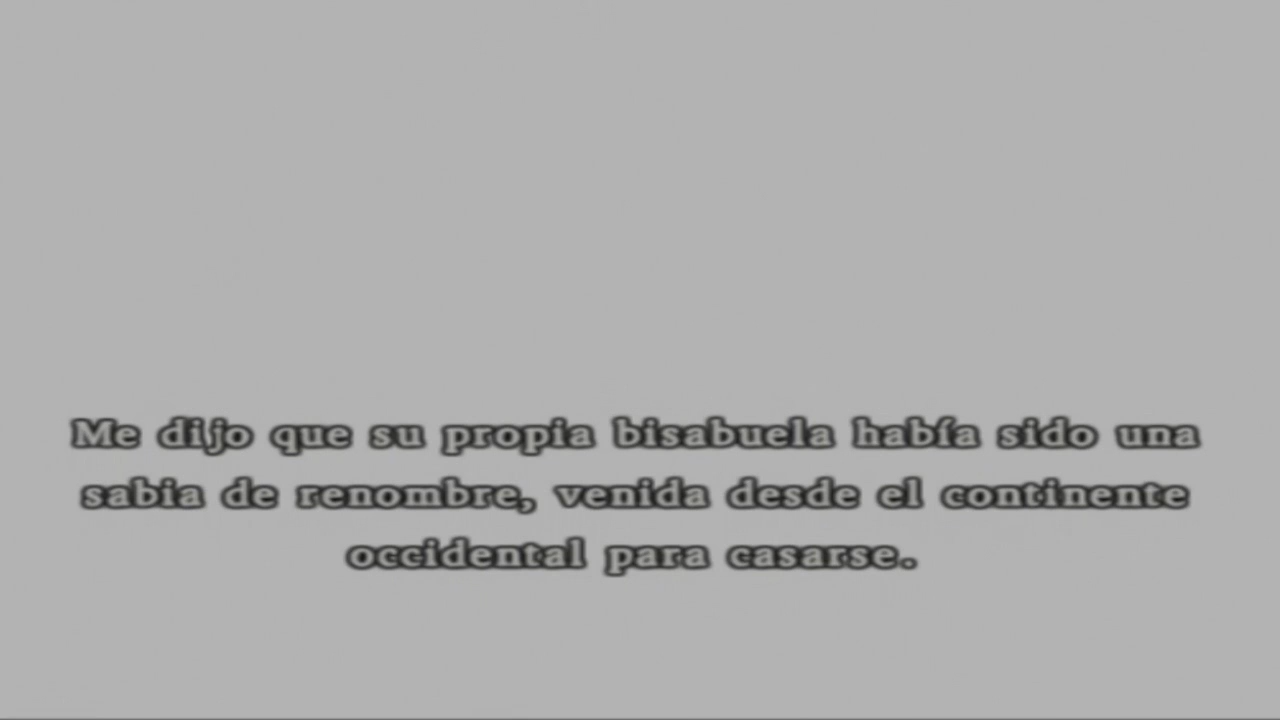 Me dijo que su propia bisabuela había sido una
sabia de renombre, venida desde el continente
occidental para casarse.